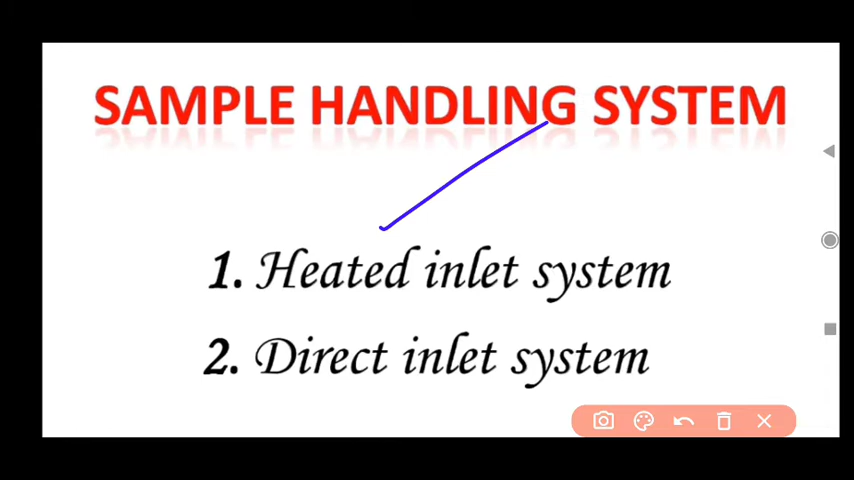 SAMPLE HANDLING SYSTEM
1. Heated inlet system
2. Direct inlet system